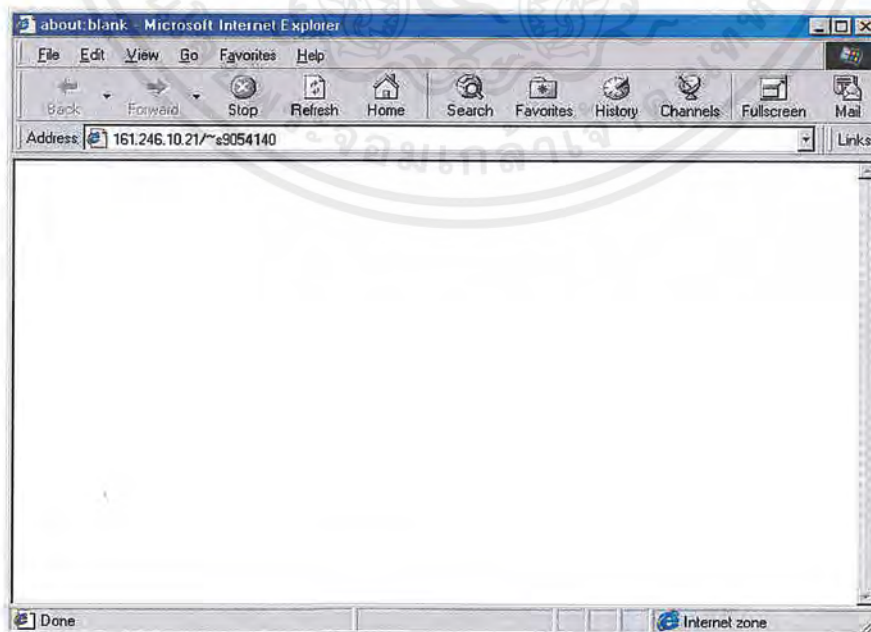 about:blank - Microsoft Internet Explorer
File Edit View Go Favorites Help
Back Forward Stop Refresh Home Search Favorites History Channels Fullscreen Mail
Address 161.246.10.21/~s9054140 Links
Done Internet zone